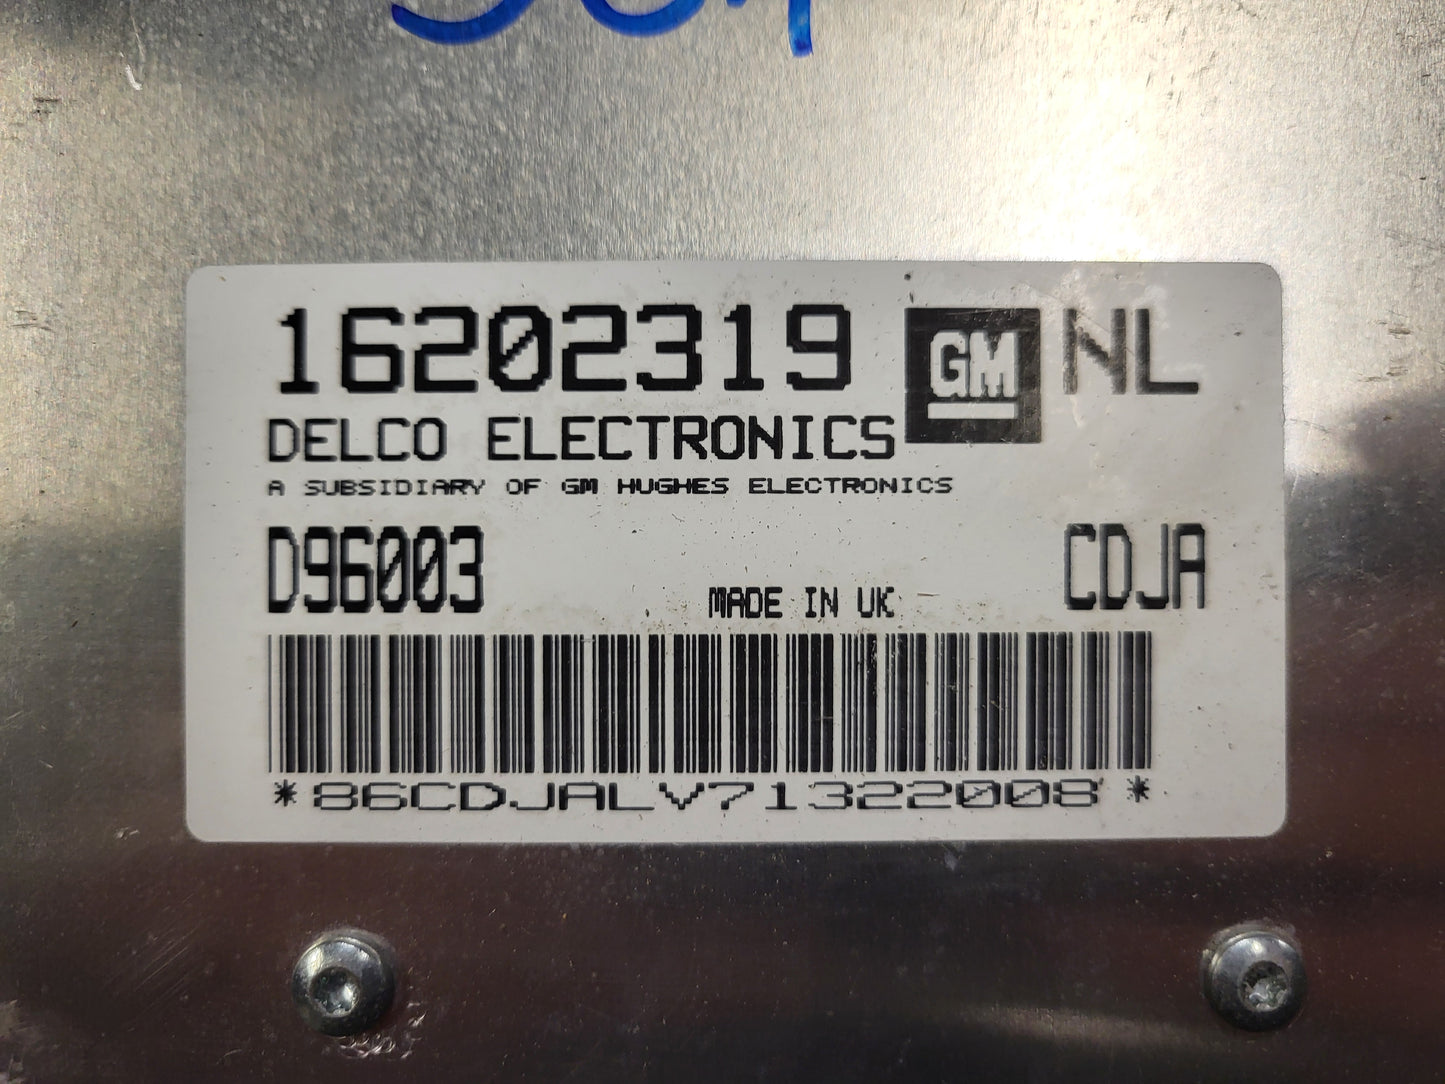 16202319 GM NL
DELCO ELECTRONICS
A SUBSIDIARY OF GM HUGHES ELECTRONICS
D96003 MADE IN UK CDJA
*86CDJALV71322008*